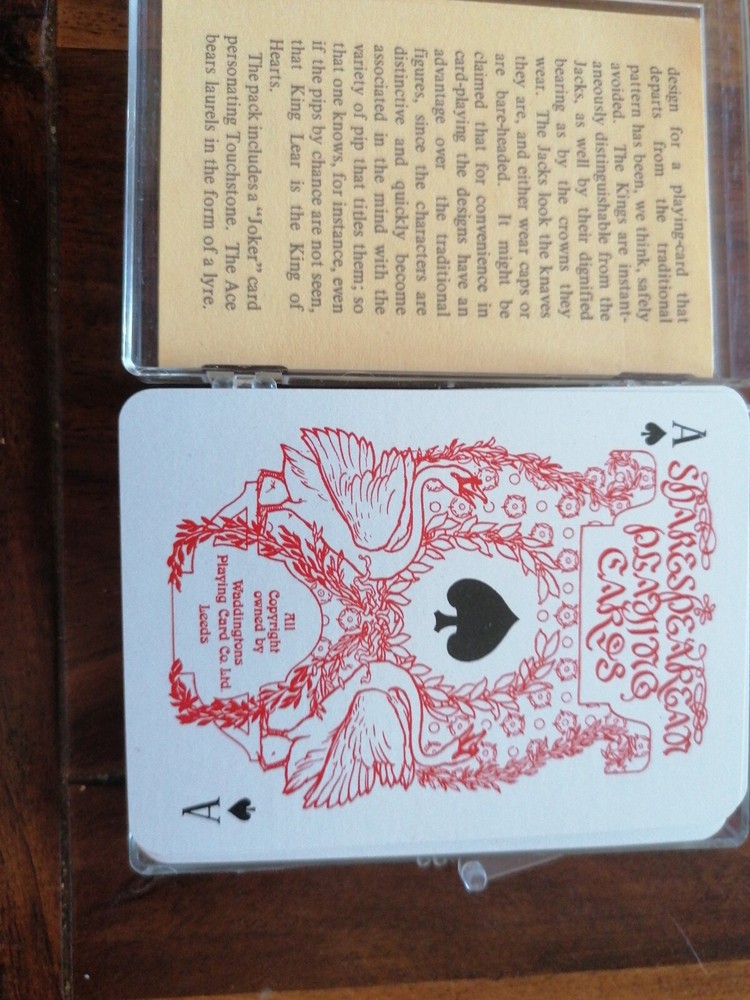 design for a playing-card that
departs from the traditional
pattern has been, we think, safely
avoided. The Kings are instant-
aneously distinguishable from the
Jacks, as well by their dignified
bearing as by the crowns they
wear. The Jacks look the knaves
they are, and either wear caps or
are bare-headed. It might be
claimed that for convenience in
card-playing the designs have an
advantage over the traditional
figures, since the characters are
distinctive and quickly become
associated in the mind with the
variety of pip that titles them; so
that one knows, for instance, even
if the pips by chance are not seen,
that King Lear is the King of
Hearts.
The pack includes a “Joker” card
personating Touchstone. The Ace
bears laurels in the form of a lyre.
A
SHAKESPEAREAN
PLAYING
CARDS
All
Copyright
owned by
Waddingtons
Playing Card Co. Ltd.
Leeds
A